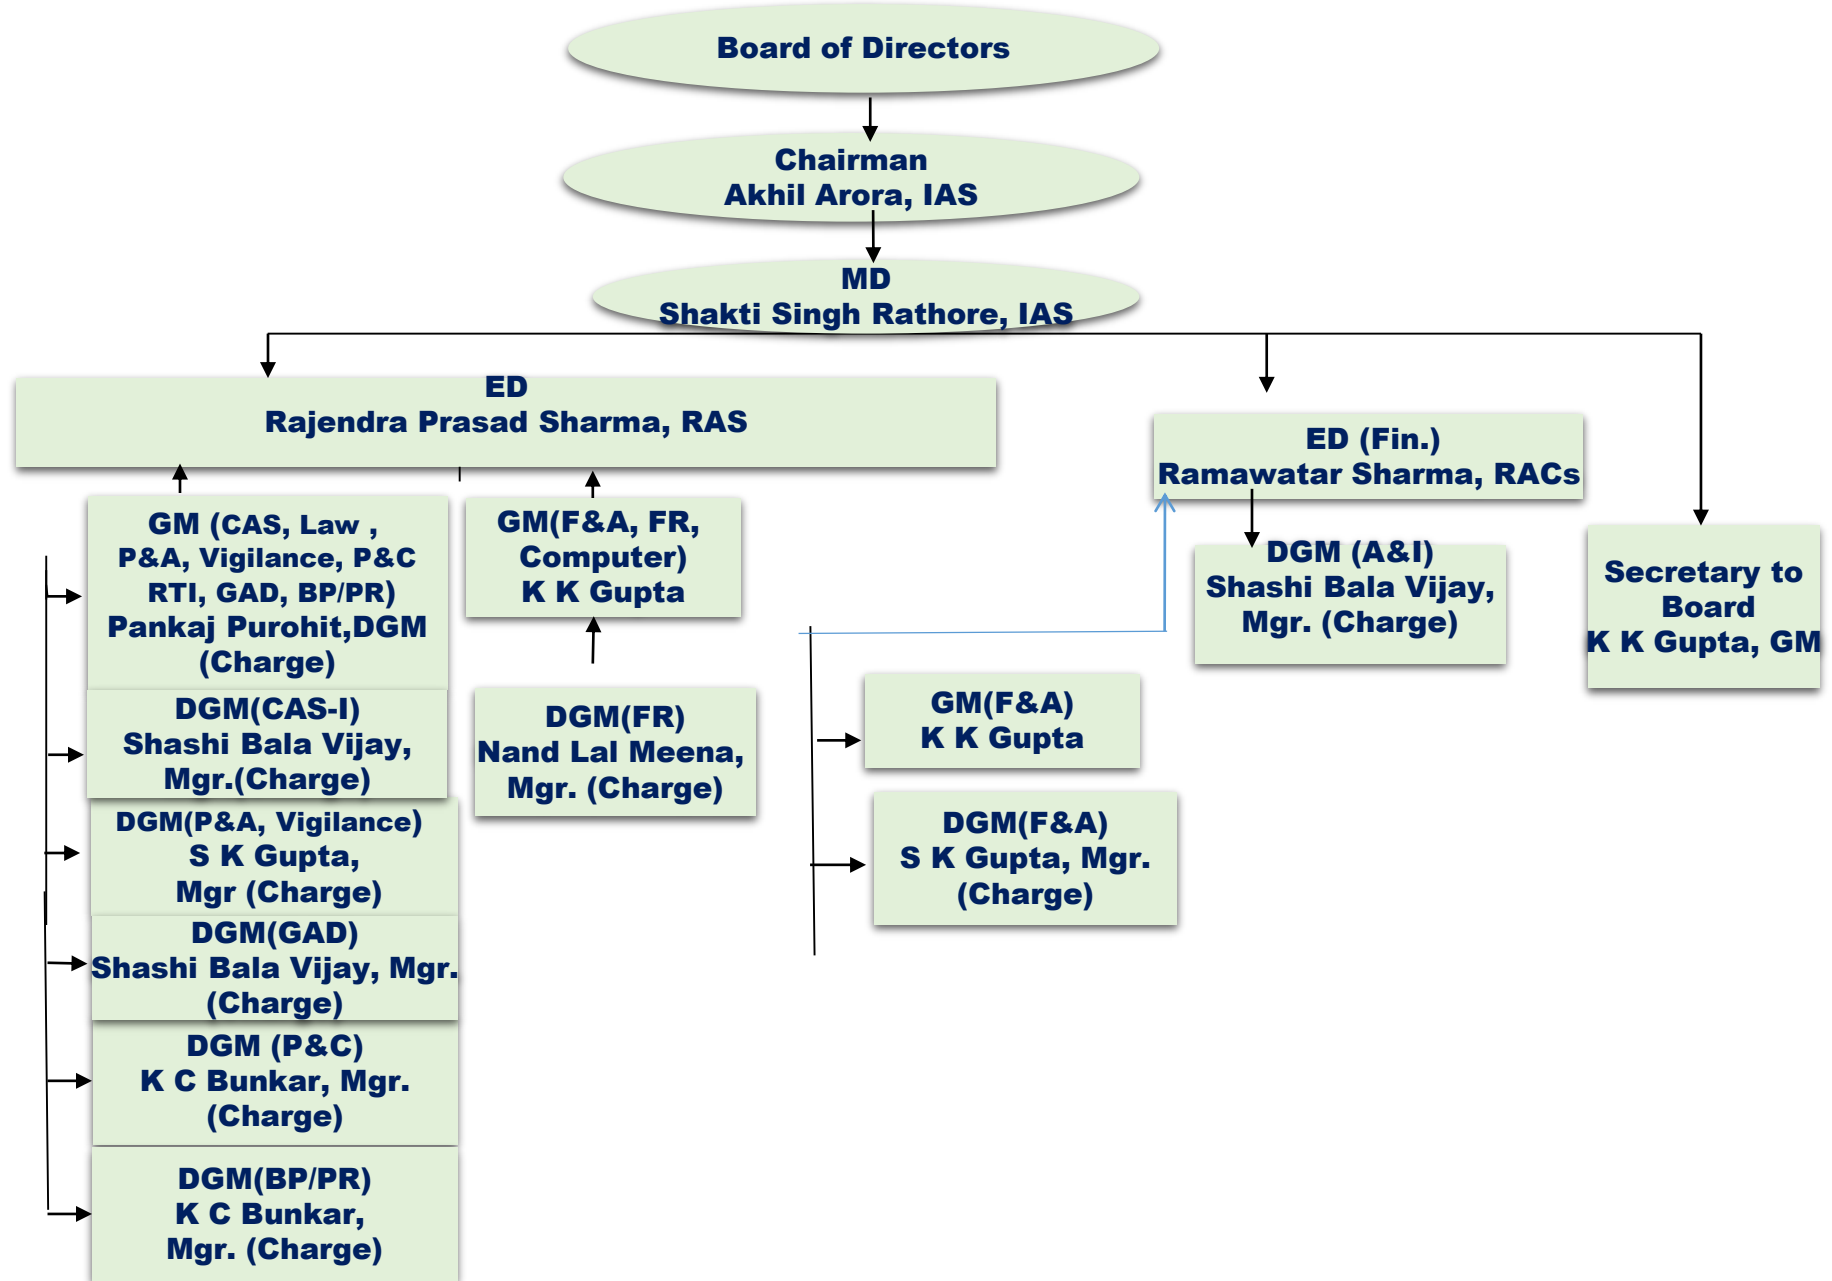 Board of Directors
Chairman
Akhil Arora, IAS
MD
Shakti Singh Rathore, IAS
ED
Rajendra Prasad Sharma, RAS
ED (Fin.)
Ramawatar Sharma, RACs
GM (CAS, Law ,
P&A, Vigilance, P&C
RTI, GAD, BP/PR)
Pankaj Purohit,DGM
(Charge)
GM(F&A, FR,
Computer)
K K Gupta
DGM (A&I)
Shashi Bala Vijay,
Mgr. (Charge)
Secretary to
Board
K K Gupta, GM
DGM(CAS-I)
Shashi Bala Vijay,
Mgr.(Charge)
DGM(FR)
Nand Lal Meena,
Mgr. (Charge)
GM(F&A)
K K Gupta
DGM(P&A, Vigilance)
S K Gupta,
Mgr (Charge)
DGM(F&A)
S K Gupta, Mgr.
(Charge)
DGM(GAD)
Shashi Bala Vijay, Mgr.
(Charge)
DGM (P&C)
K C Bunkar, Mgr.
(Charge)
DGM(BP/PR)
K C Bunkar,
Mgr. (Charge)